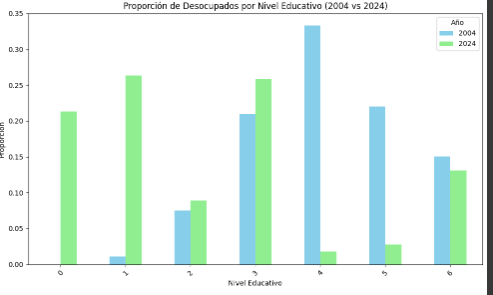 Proporción de Desocupados por Nivel Educativo (2004 vs 2024)
Año
2004
2024
0.35
0.30
0.25
0.20
0.15
0.10
0.05
0.00
Proporción
0 1 2 3 4 5 6
Nivel Educativo